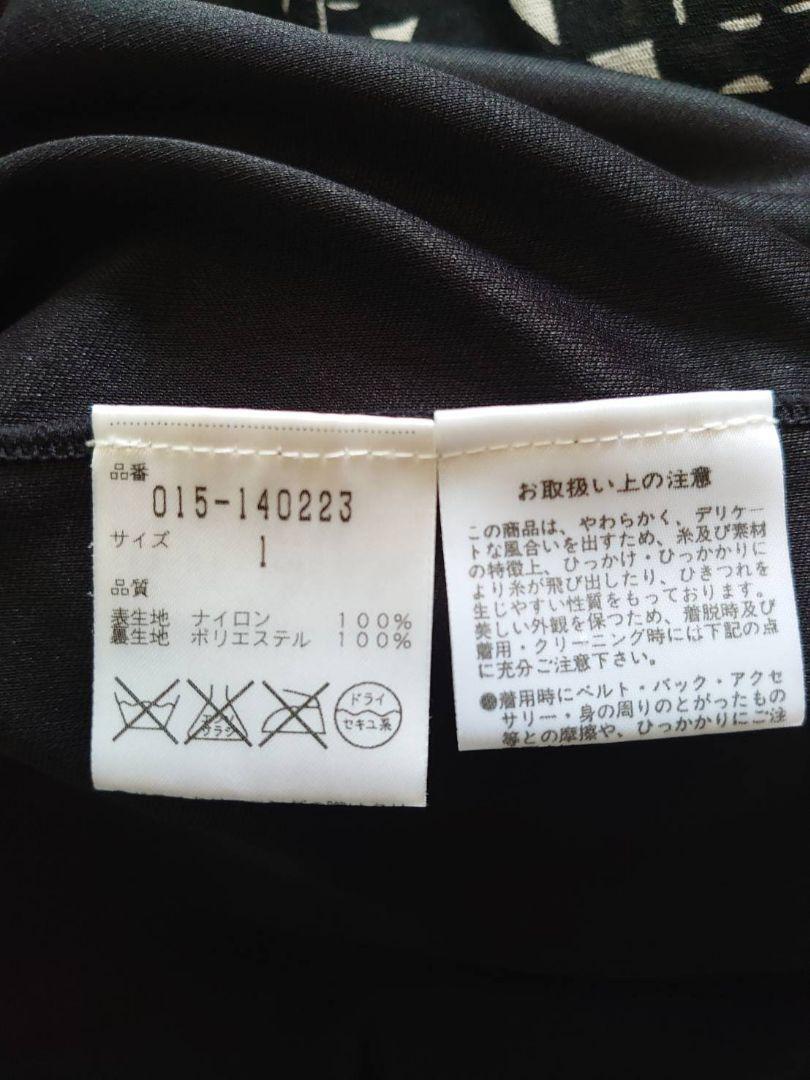 品番
015-140223
サイズ
1
品質
表生地 ナイロン 100%
裏生地 ポリエステル 100%
エンソ
サラシ
ドライ
セキユ系
お取扱い上の注意
この商品は、やわらかく、デリケー
トな風合いを出すため、糸及び素材
の特徴上、ひっかけ・ひっかかりに
より糸が飛び出したり、ひきつれを
生じやすい性質をもっております。
美しい外観を保つため、着脱時及び
着用・クリーニング時には下記の点
に充分ご注意下さい。
●着用時にベルト・バック・アクセ
サリー・身の周りのとがったもの
等との摩擦や、ひっかかりにご注